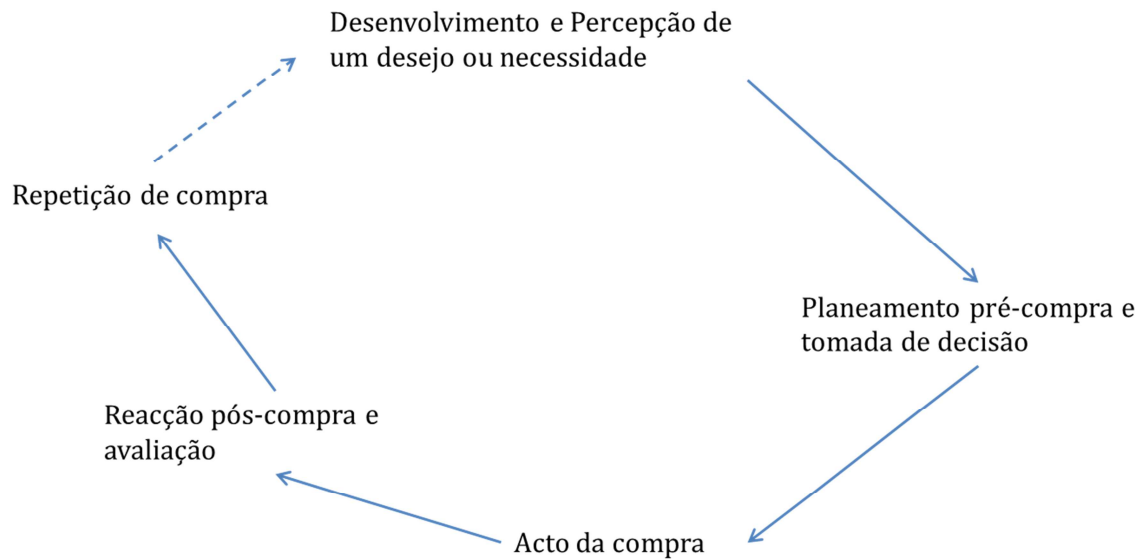 Desenvolvimento e Percepção de
um desejo ou necessidade
Planeamento pré-compra e
tomada de decisão
Acto da compra
Reacção pós-compra e
avaliação
Repetição de compra